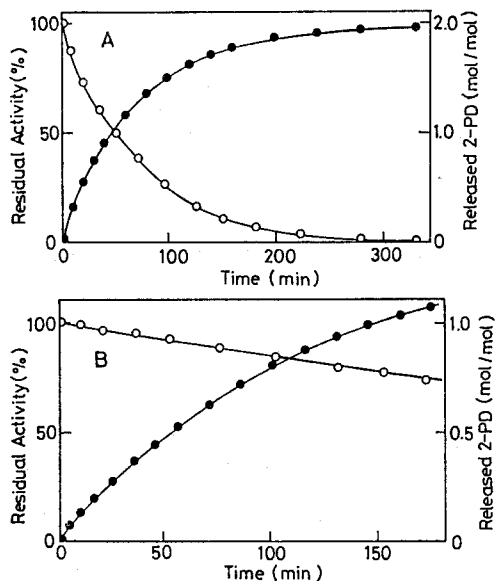 A
Residual Activity (%)
100
50
0
Released 2-PD (mol/mol)
2.0
1.0
0
0 100 200 300
Time (min)
B
Residual Activity (%)
100
50
0
Released 2-PD (mol/mol)
1.0
0.5
0
0 50 100 150
Time (min)